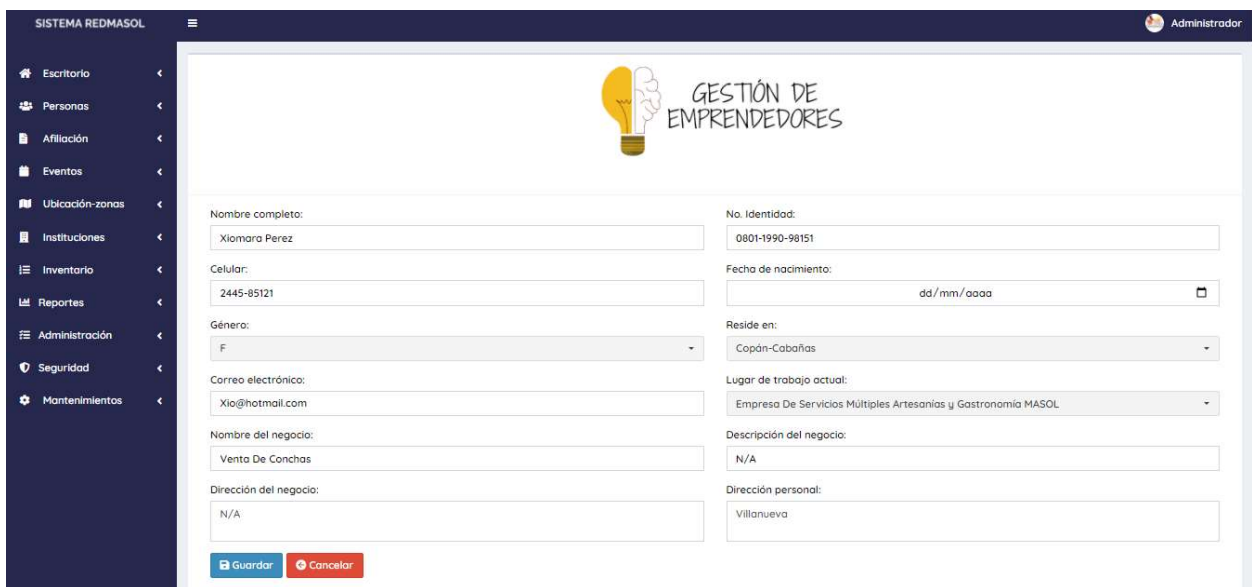 SISTEMA REDMASOL
Administrador
Escritorio
Personas
Afiliación
Eventos
Ubicación-zonas
Instituciones
Inventario
Reportes
Administración
Seguridad
Mantenimientos
GESTIÓN DE
EMPRENDEDORES
Nombre completo:
Xiomara Perez
No. Identidad:
0801-1990-98151
Celular:
2445-85121
Fecha de nacimiento:
dd/mm/aaaa
Género:
F
Reside en:
Copán-Cabañas
Correo electrónico:
Xio@hotmail.com
Lugar de trabajo actual:
Empresa De Servicios Múltiples Artesanías y Gastronomía MASOL
Nombre del negocio:
Venta De Conchas
Descripción del negocio:
N/A
Dirección del negocio:
N/A
Dirección personal:
Villanueva
Guardar
Cancelar